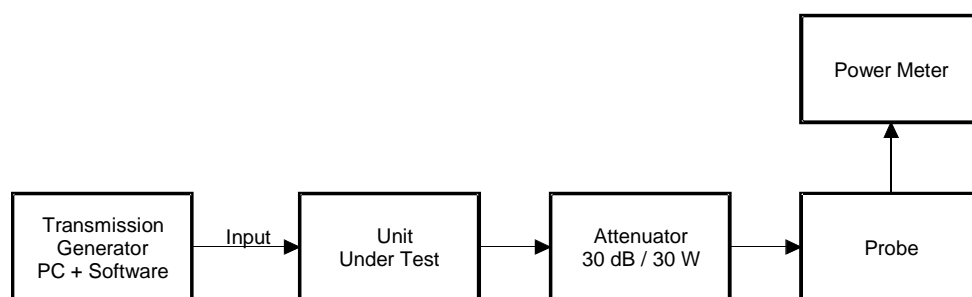 Power Meter
Transmission
Generator
PC + Software
Input
Unit
Under Test
Attenuator
30 dB / 30 W
Probe